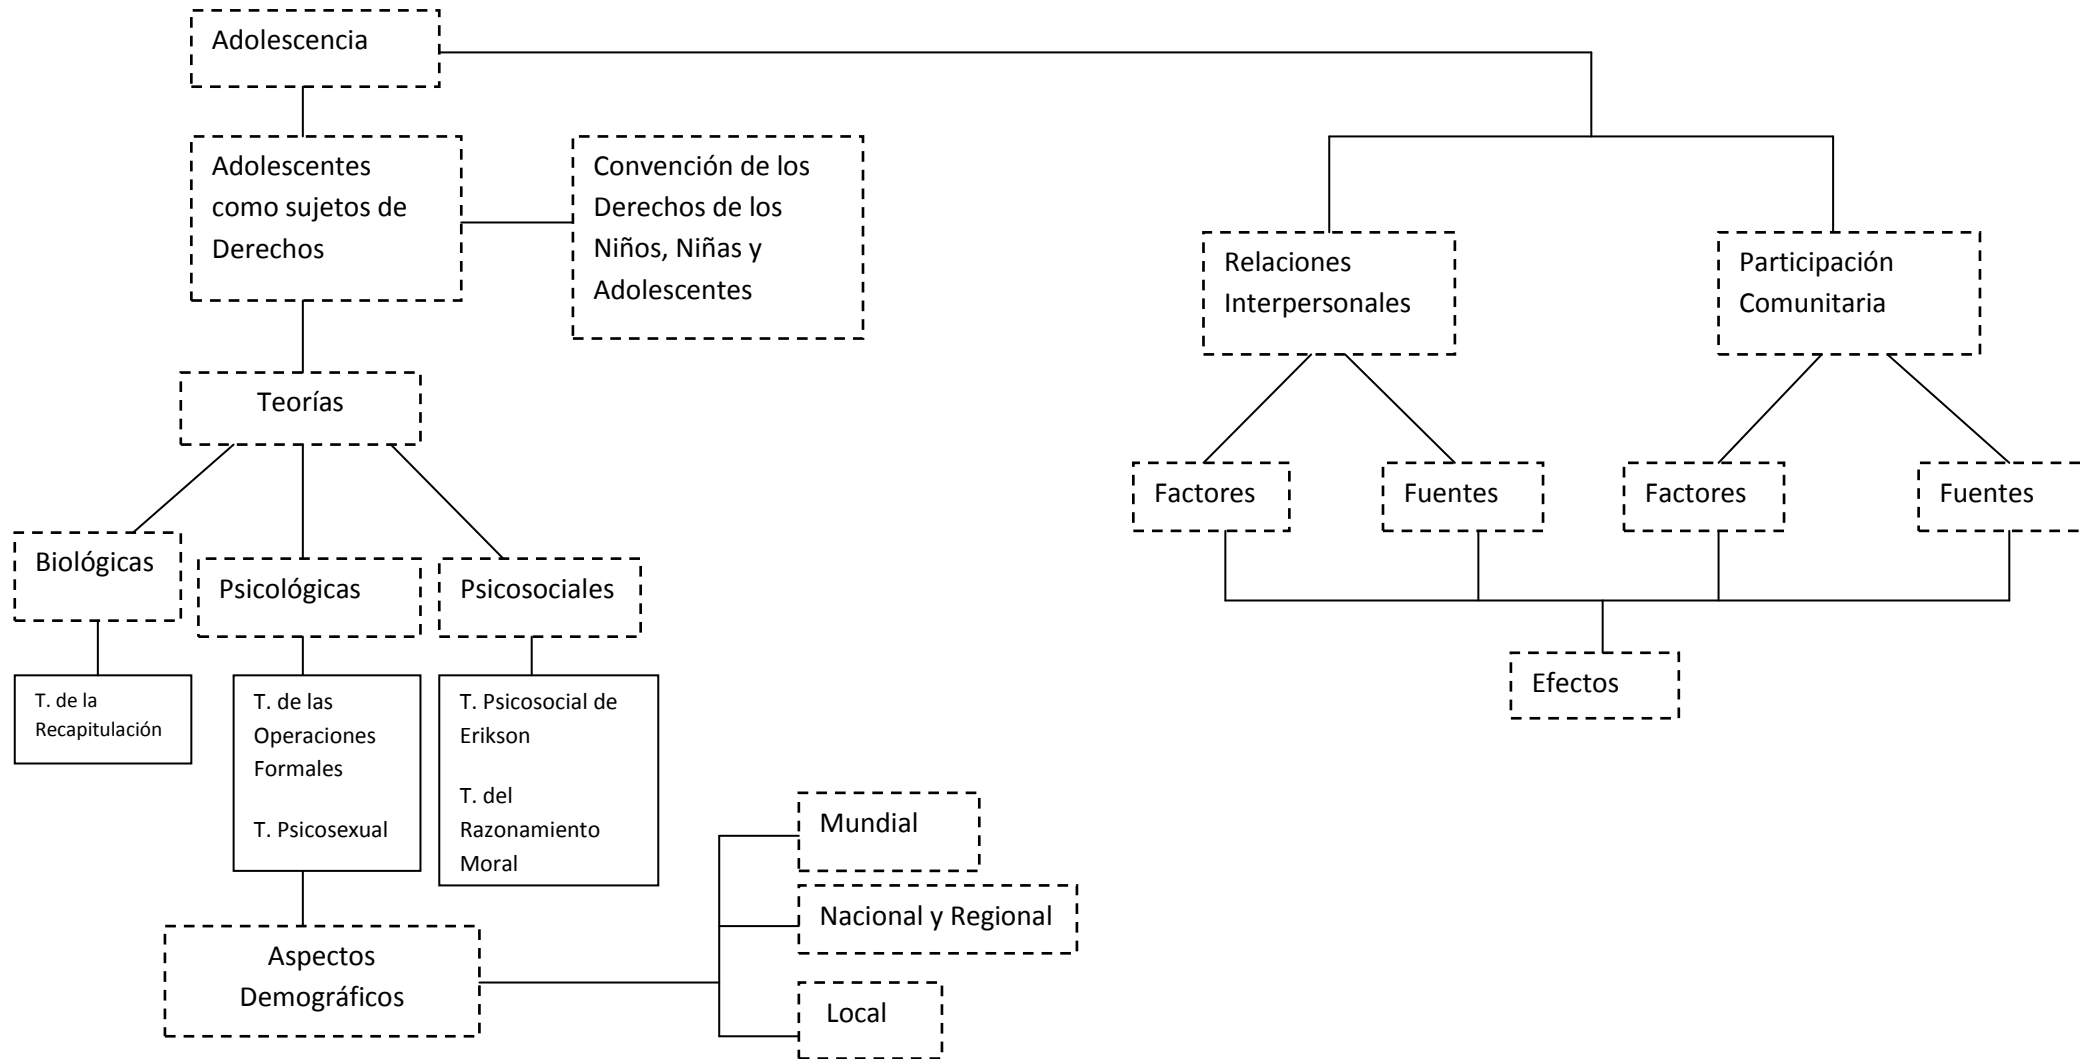 Adolescencia
Adolescentes
como sujetos de
Derechos
Convención de los
Derechos de los
Niños, Niñas y
Adolescentes
Relaciones
Interpersonales
Participación
Comunitaria
Teorías
Factores
Fuentes
Factores
Fuentes
Biológicas
Psicológicas
Psicosociales
Efectos
T. de la
Recapitulación
T. de las
Operaciones
Formales
T. Psicosexual
T. Psicosocial de
Erikson
T. del
Razonamiento
Moral
Mundial
Nacional y Regional
Local
Aspectos
Demográficos